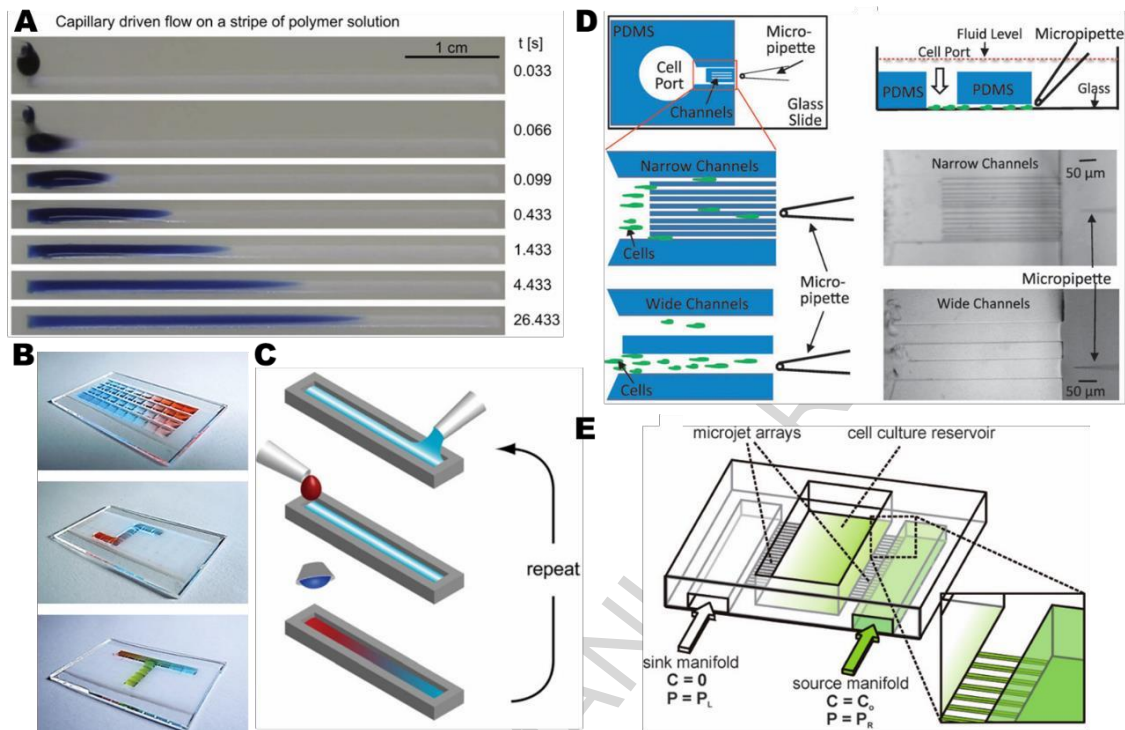 A
Capillary driven flow on a stripe of polymer solution
1 cm
t [s]
0.033
0.066
0.099
0.433
1.433
4.433
26.433
B
C
repeat
D
PDMS
Cell
Port
Micro-
pipette
Channels
Glass
Slide
Fluid Level
Micropipette
Cell Port
PDMS
PDMS
Glass
Narrow Channels
Cells
Micro-
pipette
Wide Channels
Cells
Narrow Channels
50 µm
Micropipette
Wide Channels
50 µm
E
microjet arrays
cell culture reservoir
sink manifold
C = 0
P = P_L
source manifold
C = C_o
P = P_R